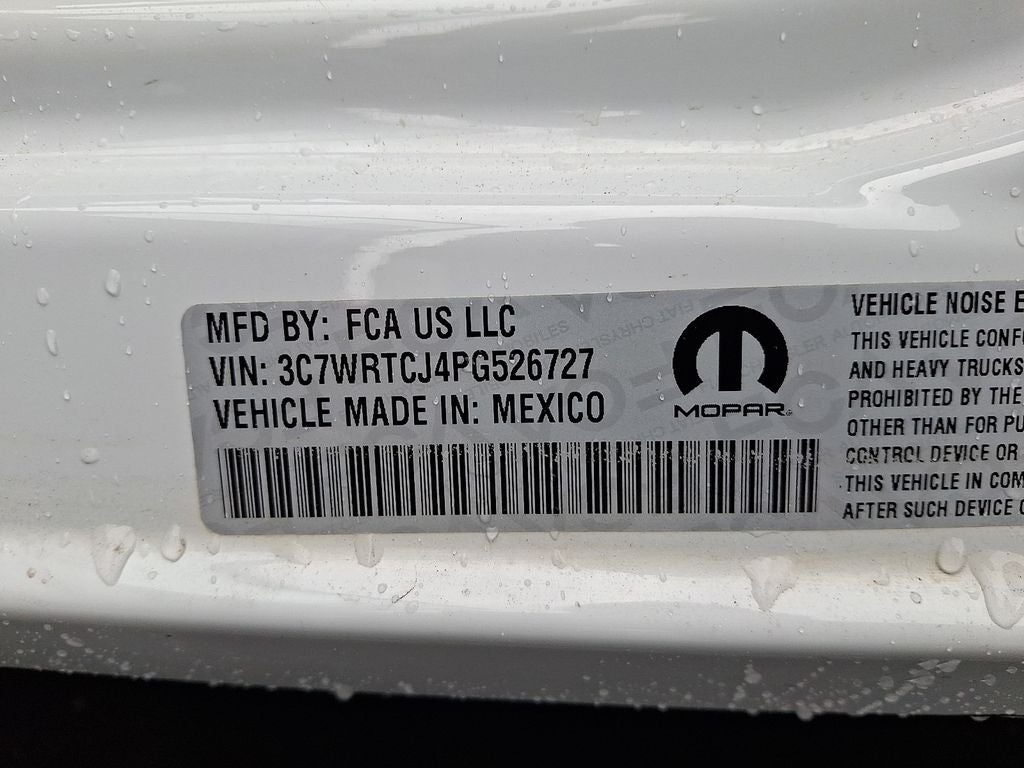 MFD BY: FCA US LLC
VIN: 3C7WRTCJ4PG526727
VEHICLE MADE IN: MEXICO
MOPAR
VEHICLE NOISE E
THIS VEHICLE CONF
AND HEAVY TRUCKS
PROHIBITED BY THE
OTHER THAN FOR PU
CONTROL DEVICE OR
THIS VEHICLE IN COM
AFTER SUCH DEVICE